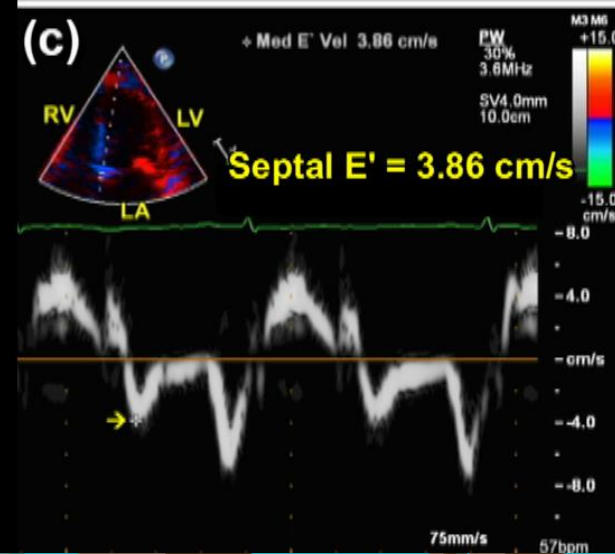 (c)
P
RV
LV
LA
Med E' Vel 3.86 cm/s
Septal E' = 3.86 cm/s
PW
30%
3.6MHz
SV4.0mm
10.0cm
M3 M6
+15.0
-15.0
cm/s
-8.0
-4.0
-cm/s
--4.0
--8.0
75mm/s
57bpm